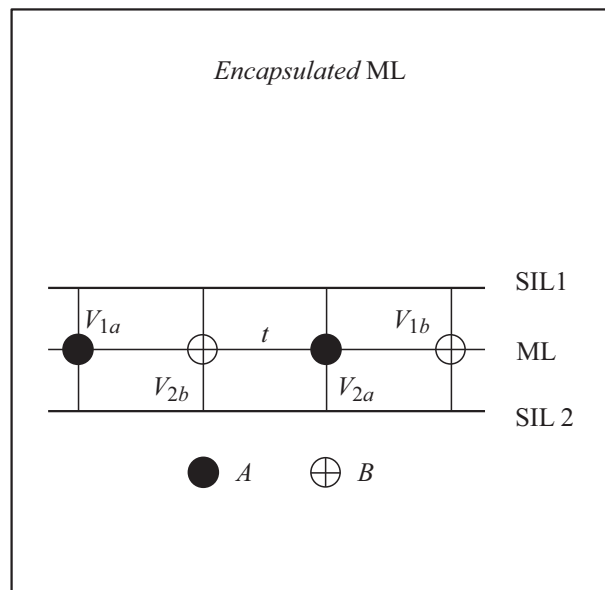 Encapsulated ML
SIL1
V1a
V1b
t
ML
V2b
V2a
SIL 2
A
B